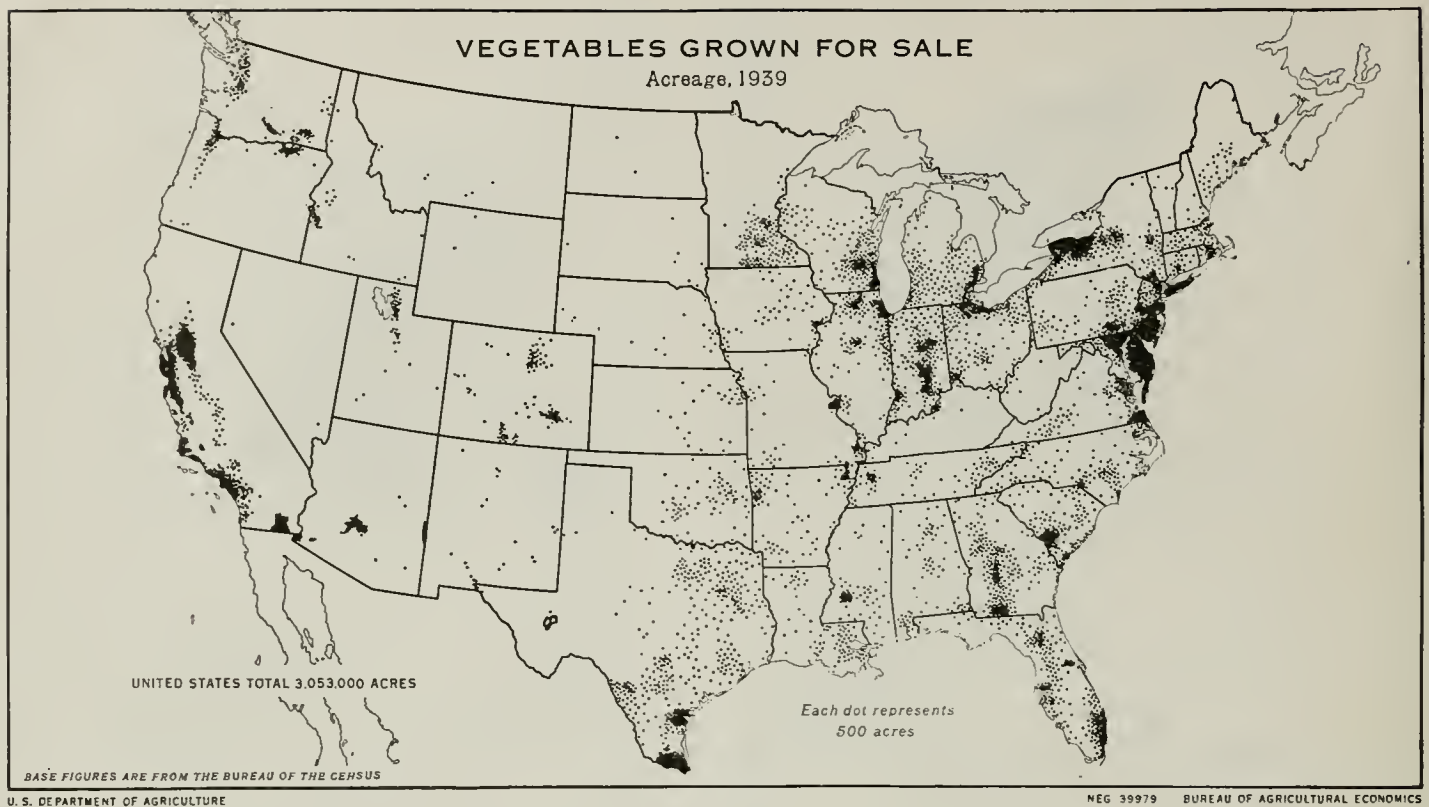 VEGETABLES GROWN FOR SALE
Acreage, 1939
UNITED STATES TOTAL 3,053,000 ACRES
Each dot represents
500 acres
BASE FIGURES ARE FROM THE BUREAU OF THE CENSUS
U. S. DEPARTMENT OF AGRICULTURE
NEG 39979 BUREAU OF AGRICULTURAL ECONOMICS